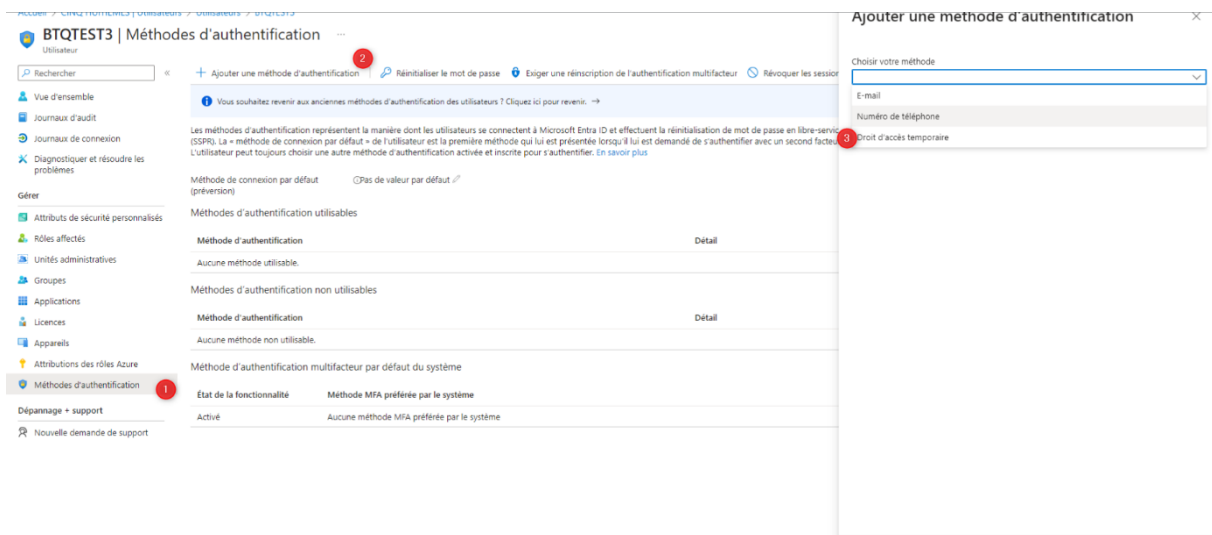 Accueil > CINQ HUITIEMES | Utilisateurs > Utilisateurs > BTQTEST3
BTQTEST3 | Méthodes d'authentification ...
Utilisateur
Rechercher
«
Vue d'ensemble
Journaux d'audit
Journaux de connexion
Diagnostiquer et résoudre les
problèmes
Gérer
Attributs de sécurité personnalisés
Rôles affectés
Unités administratives
Groupes
Applications
Licences
Appareils
Attributions des rôles Azure
Méthodes d'authentification
1
Dépannage + support
Nouvelle demande de support
2
+ Ajouter une méthode d'authentification | Réinitialiser le mot de passe Exiger une réinscription de l'authentification multifacteur Révoquer les session
Vous souhaitez revenir aux anciennes méthodes d'authentification des utilisateurs ? Cliquez ici pour revenir. →
Les méthodes d'authentification représentent la manière dont les utilisateurs se connectent à Microsoft Entra ID et effectuent la réinitialisation de mot de passe en libre-servic
(SSPR). La « méthode de connexion par défaut » de l'utilisateur est la première méthode qui lui est présentée lorsqu'il lui est demandé de s'authentifier avec un second facteu
L'utilisateur peut toujours choisir une autre méthode d'authentification activée et inscrite pour s'authentifier. En savoir plus
Méthode de connexion par défaut Pas de valeur par défaut
(préversion)
Méthodes d'authentification utilisables
Méthode d'authentification Détail
Aucune méthode utilisable.
Méthodes d'authentification non utilisables
Méthode d'authentification Détail
Aucune méthode non utilisable.
Méthode d'authentification multifacteur par défaut du système
État de la fonctionnalité Méthode MFA préférée par le système
Activé Aucune méthode MFA préférée par le système
Ajouter une méthode d'authentification ×
Choisir votre méthode
E-mail
Numéro de téléphone
3 Droit d'accès temporaire